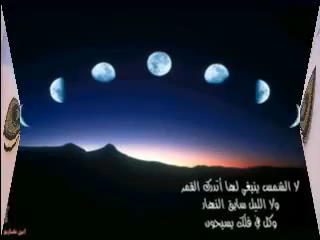 لا الشمس ينبغي لها أن تدرك القمر
ولا الليل سابق النهار
وكل في فلك يسبحون